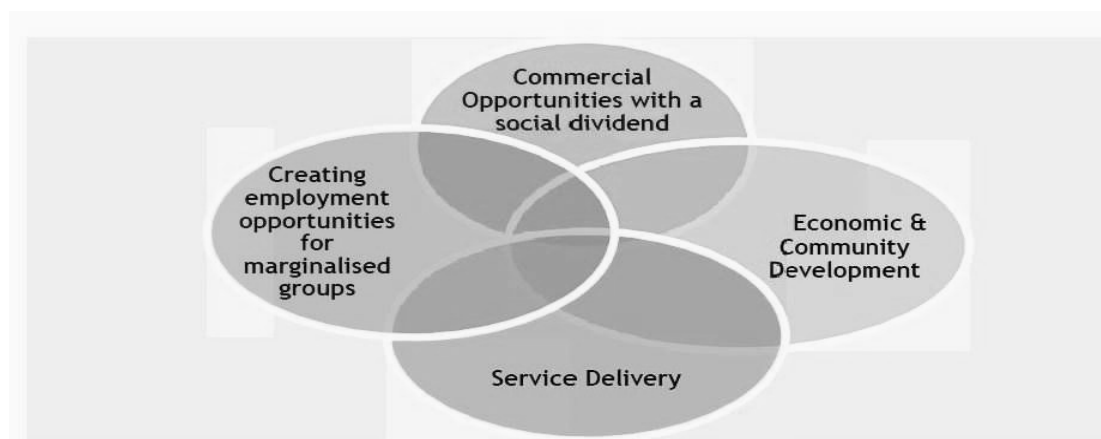 Commercial
Opportunities with a
social dividend
Creating
employment
opportunities
for
marginalised
groups
Economic &
Community
Development
Service Delivery